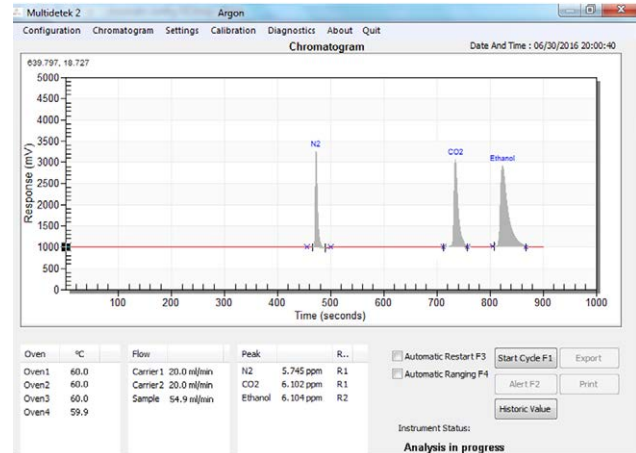 Multidetek 2 Argon
Configuration Chromatogram Settings Calibration Diagnostics About Quit
Chromatogram Date And Time : 06/30/2016 20:00:40
639.797, 18.727
Response (mV)
5000
4500
4000
3500
3000
2500
2000
1500
1000
500
0
N2
CO2
Ethanol
100 200 300 400 500 600 700 800 900 1000
Time (seconds)
Oven ºC
Oven1 60.0
Oven2 60.0
Oven3 60.0
Oven4 59.9
Flow
Carrier1 20.0 ml/min
Carrier2 20.0 ml/min
Sample 54.9 ml/min
Peak R..
N2 5.745 ppm R1
CO2 6.102 ppm R1
Ethanol 6.104 ppm R2
Automatic Restart F3
Automatic Ranging F4
Start Cycle F1 Export
Alert F2 Print
Historic Value
Instrument Status:
Analysis in progress